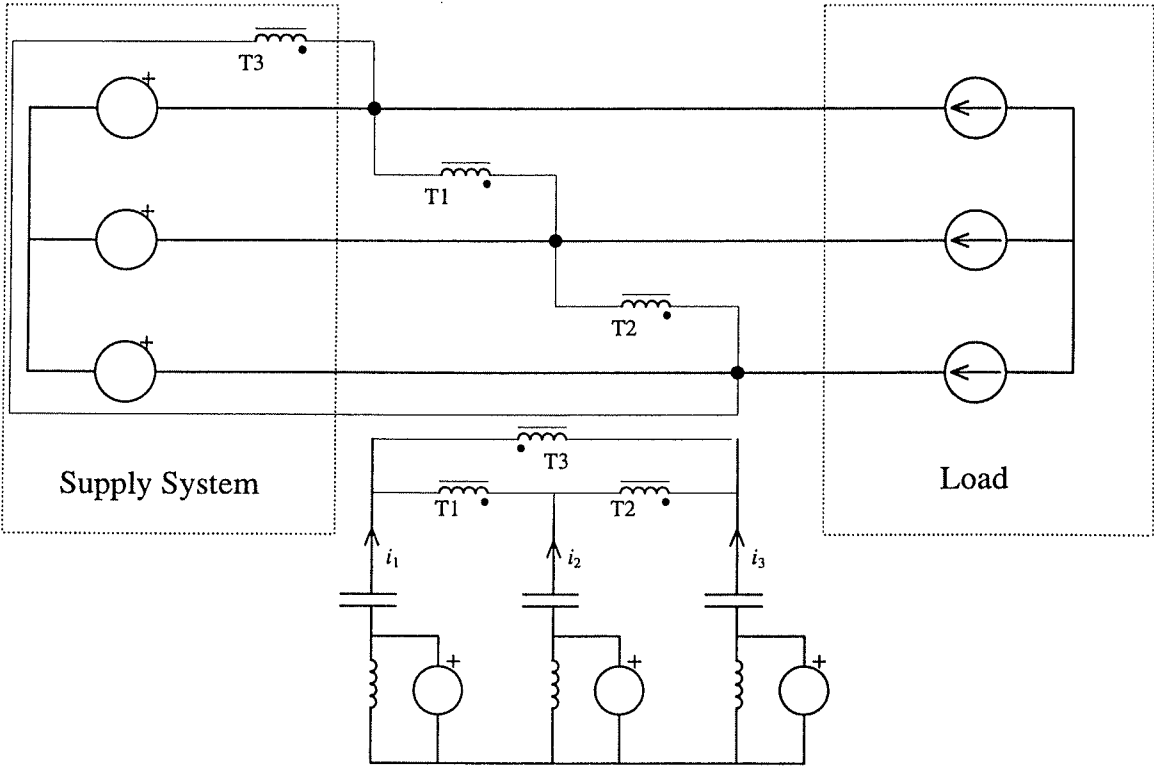 T3
+
T1
+
T2
+
T3
Supply System
Load
T1
T2
i1
i2
i3
+
+
+